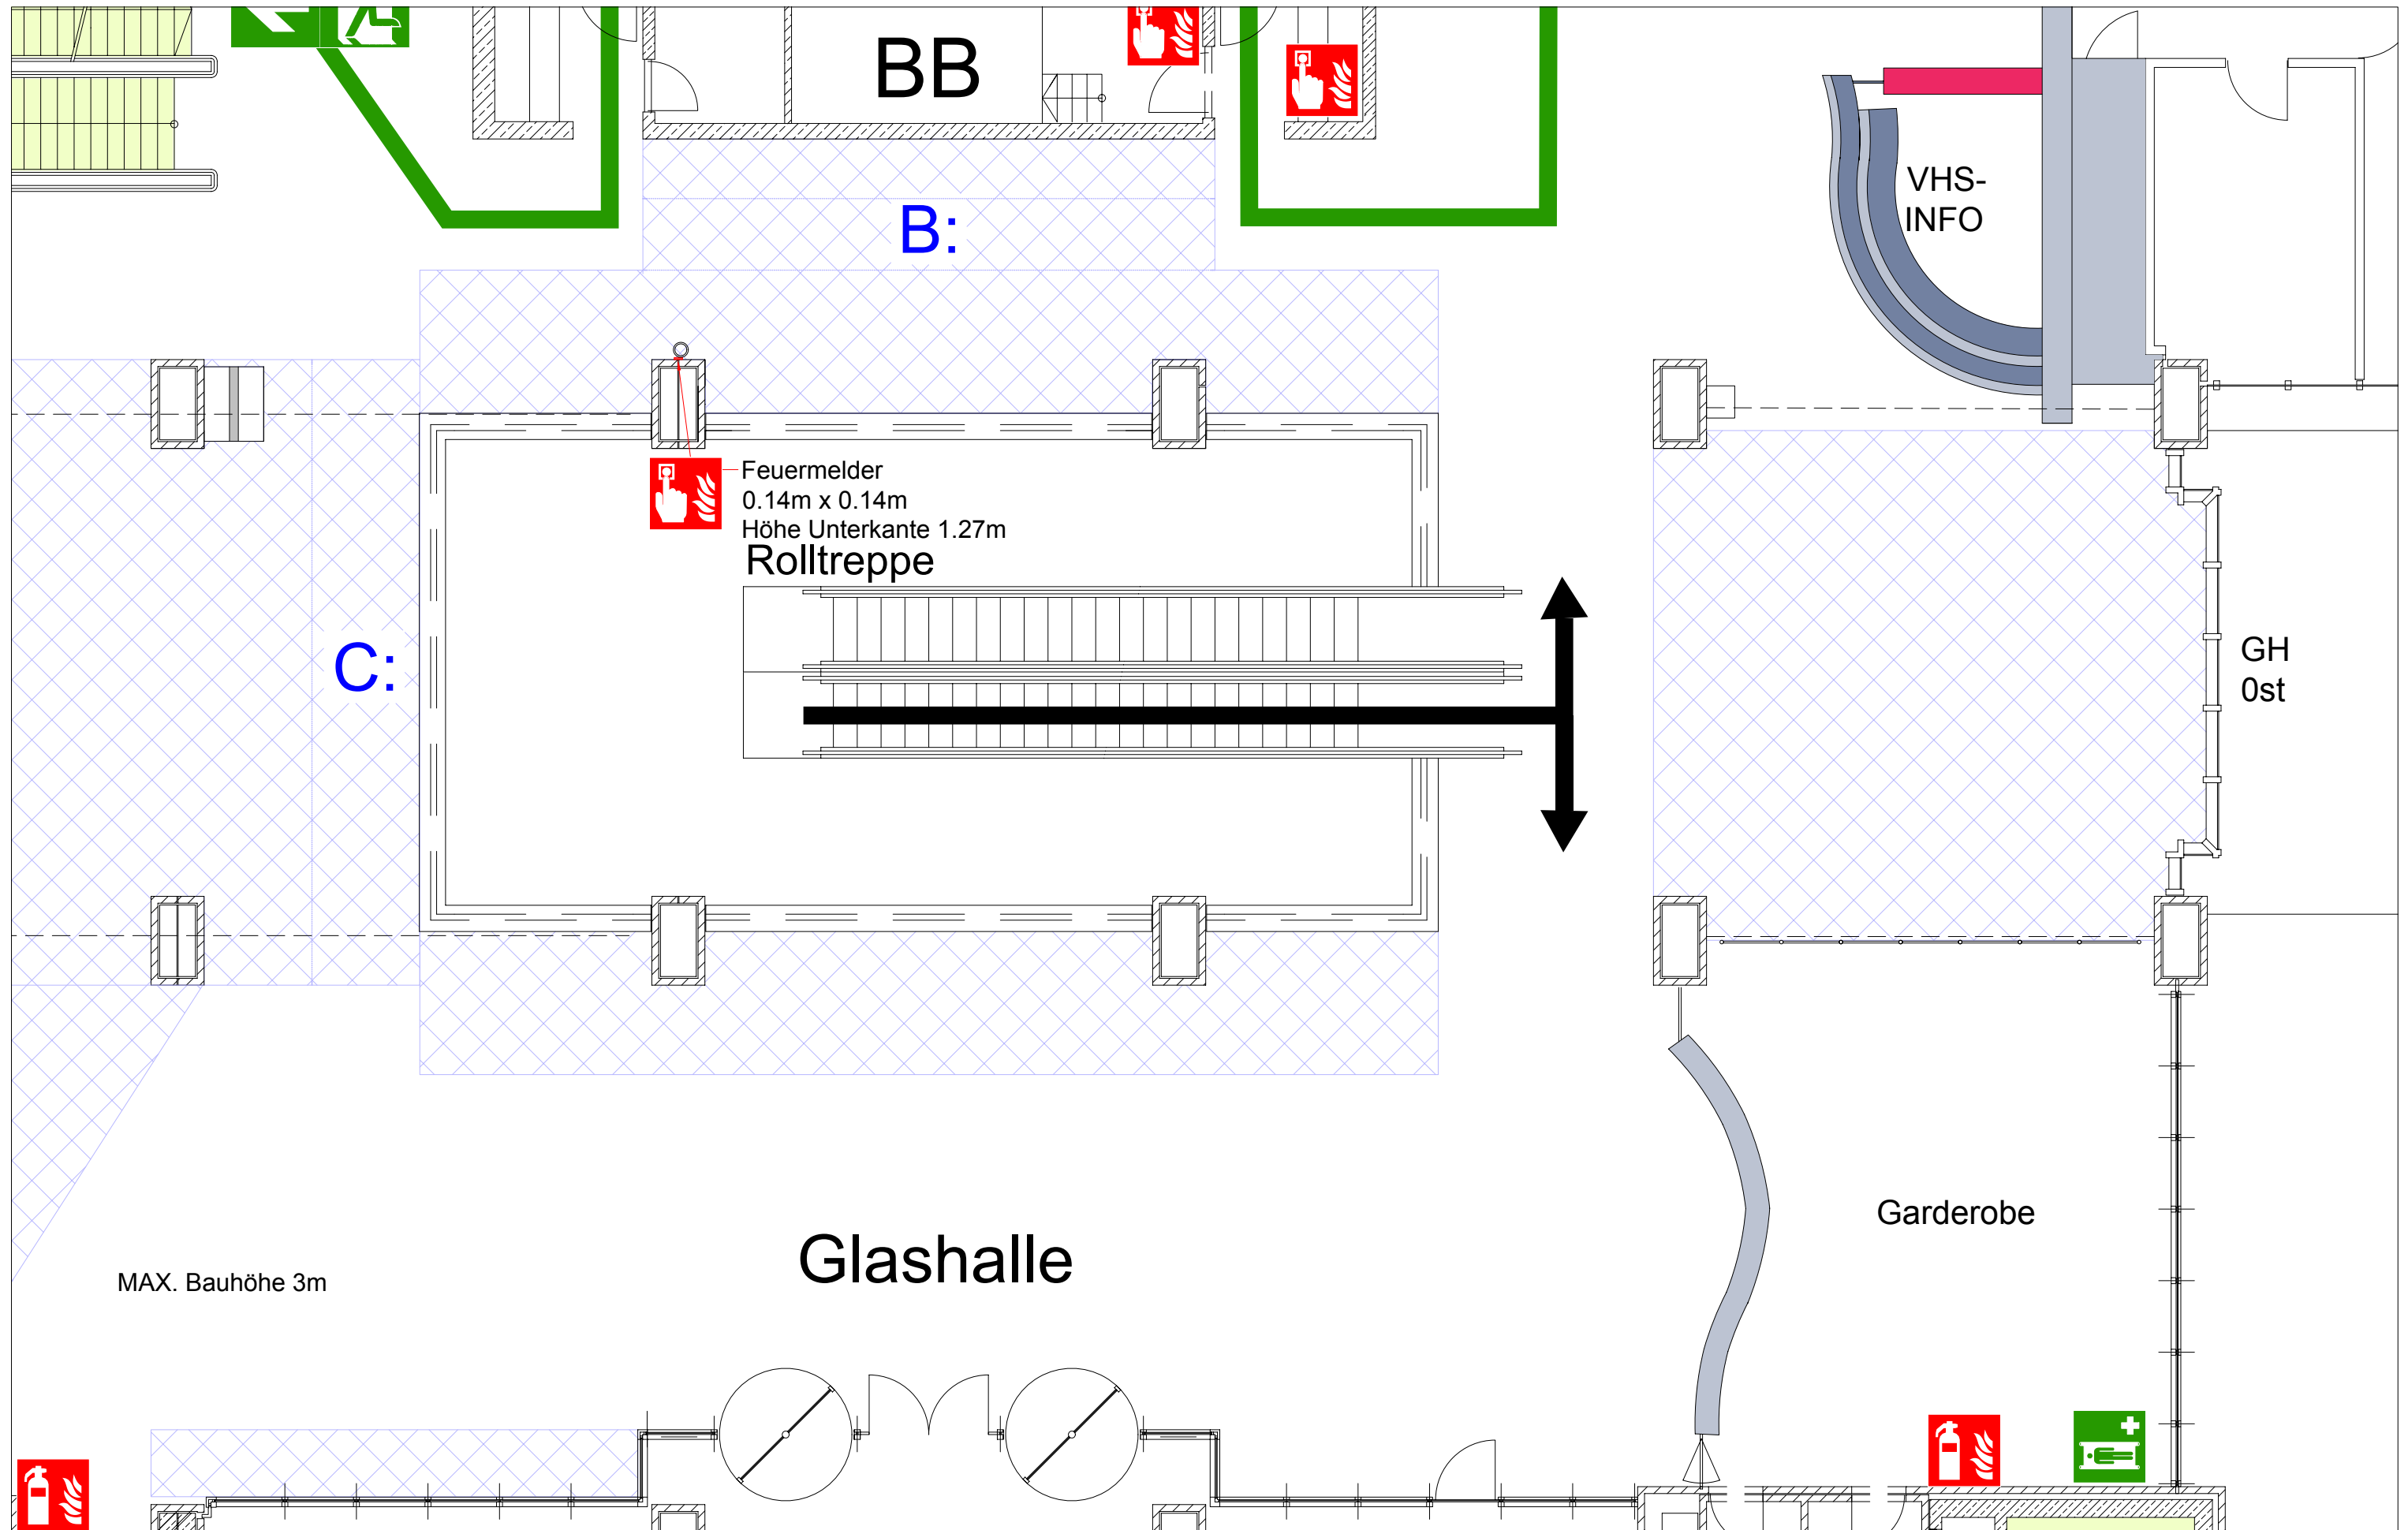 BB
VHS-
INFO
B:
Feuermelder
0.14m x 0.14m
Höhe Unterkante 1.27m
Rolltreppe
C:
GH
0st
Garderobe
Glashalle
MAX. Bauhöhe 3m